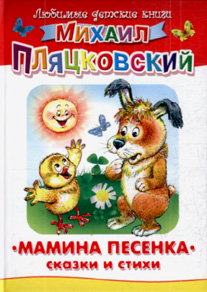 Любимые детские книги
МИХАИЛ
ПЛЯЦКОВСКИЙ
•МАМИНА ПЕСЕНКА•
СКАЗКИ И СТИХИ